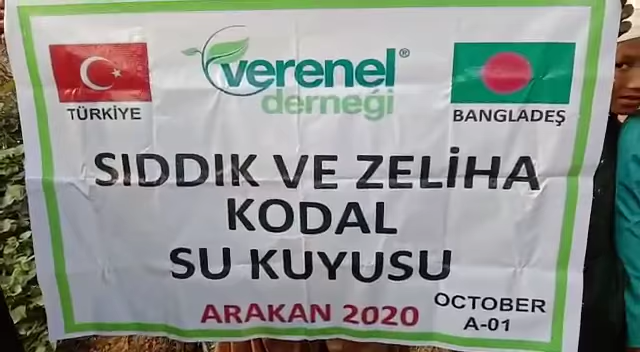 verenel®
derneği
TÜRKİYE
BANGLADEŞ
SIDDIK VE ZELİHA
KODAL
SU KUYUSU
ARAKAN 2020
OCTOBER
A-01